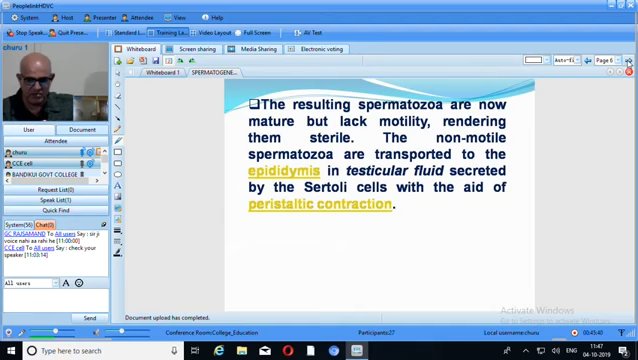 churu 1
PeoplelinkHDVC
System Host Attendee View Help
Stop Speak... Quit Prese... Standard L... Training La... Video Layout Full Screen AV Test
Whiteboard Screen sharing Media Sharing Electronic voting
Auto-fi Page 6
Whiteboard 1 SPERMATOGENE...
❑The resulting spermatozoa are now
mature but lack motility, rendering
them sterile. The non-motile
spermatozoa are transported to the
epididymis in testicular fluid secreted
by the Sertoli cells with the aid of
peristaltic contraction.
User Document
Attendee
churu
CCE cell
BANDIKUI GOVT COLLEGE
Request List(0)
Speak List(1)
Quick Find
System(56) Chat(0)
GC RAJSAMAND To All users Say : sir ji
voice nahi aa rahi he [11:00:00]
CCE cell To All users Say : check your
speaker [11:03:14]
All users
Send
Activate Windows
Go to Settings to activate Windows.
Document upload has completed.
Conference Room:College_Education Participants:27 Local username:churu 00:45:40
Type here to search
11:47
04-10-2019